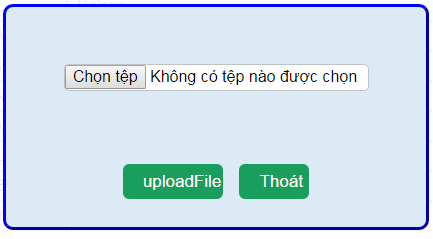 Chọn tệp Không có tệp nào được chọn
uploadFile Thoát